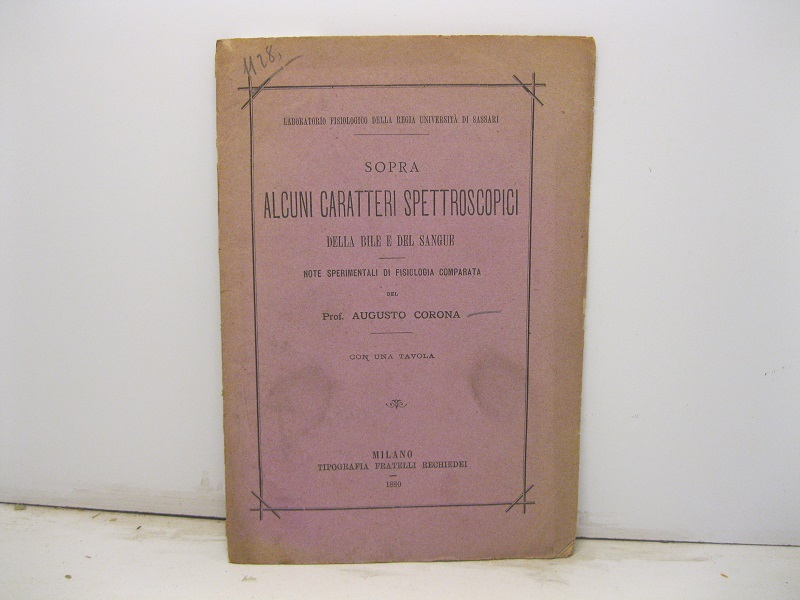 1128,
LABORATORIO FISIOLOGICO DELLA REGIA UNIVERSITÀ DI SASSARI
SOPRA
ALCUNI CARATTERI SPETTROSCOPICI
DELLA BILE E DEL SANGUE
NOTE SPERIMENTALI DI FISIOLOGIA COMPARATA
DEL
Prof. AUGUSTO CORONA
CON UNA TAVOLA
MILANO
TIPOGRAFIA FRATELLI RECHIEDEI
1880